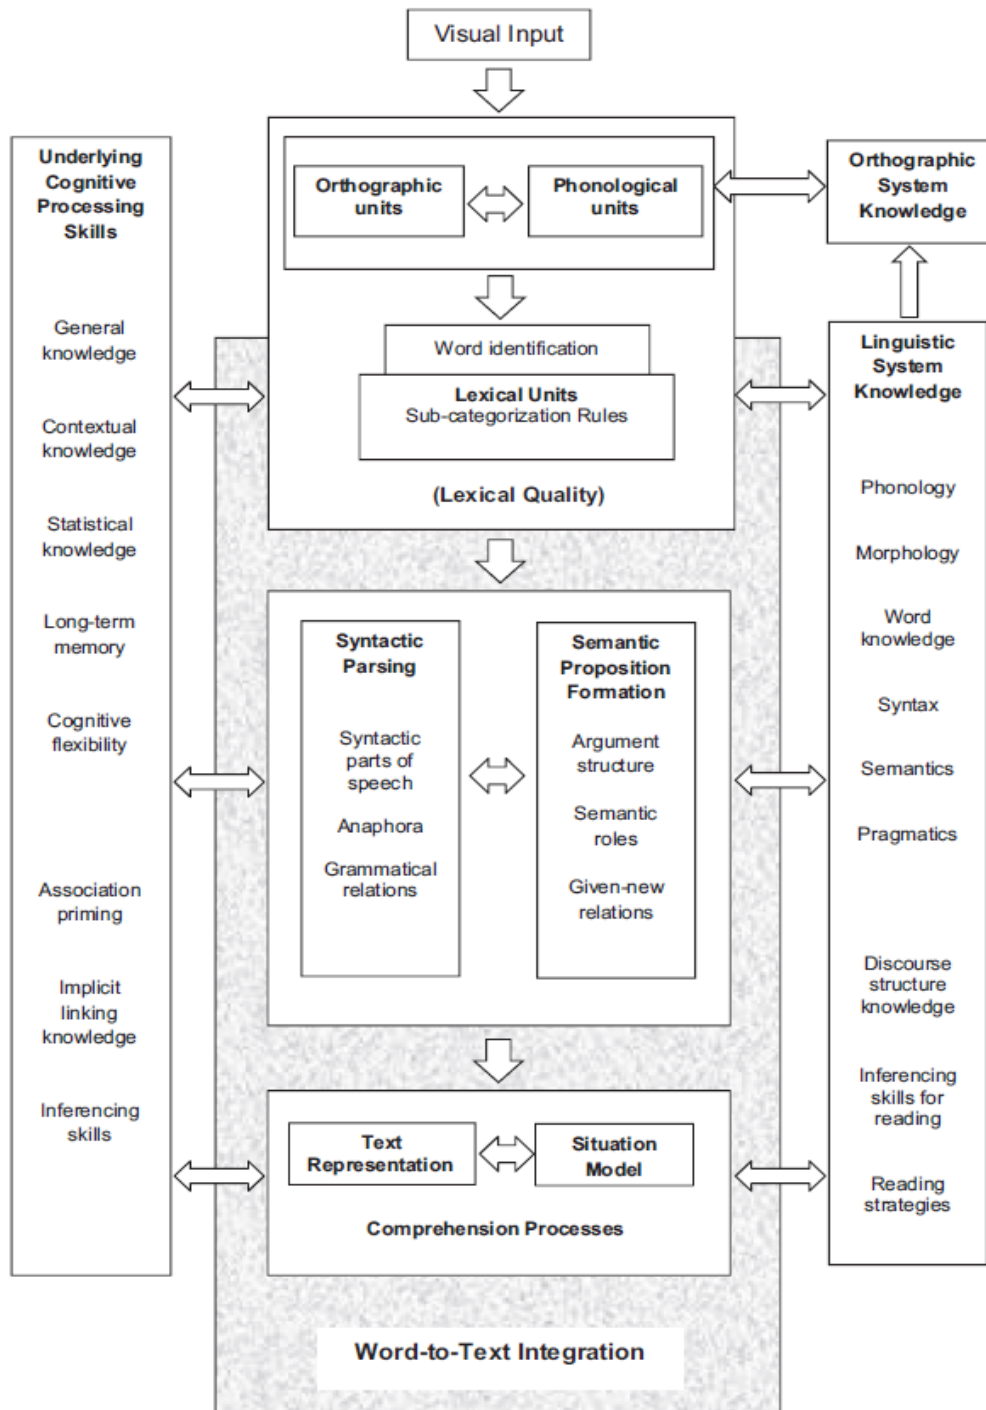 Visual Input
Underlying
Cognitive
Processing
Skills
General
knowledge
Contextual
knowledge
Statistical
knowledge
Long-term
memory
Cognitive
flexibility
Association
priming
Implicit
linking
knowledge
Inferencing
skills
Orthographic
units
Phonological
units
Word identification
Lexical Units
Sub-categorization Rules
(Lexical Quality)
Syntactic
Parsing
Syntactic
parts of
speech
Anaphora
Grammatical
relations
Semantic
Proposition
Formation
Argument
structure
Semantic
roles
Given-new
relations
Text
Representation
Situation
Model
Comprehension Processes
Word-to-Text Integration
Orthographic
System
Knowledge
Linguistic
System
Knowledge
Phonology
Morphology
Word
knowledge
Syntax
Semantics
Pragmatics
Discourse
structure
knowledge
Inferencing
skills for
reading
Reading
strategies